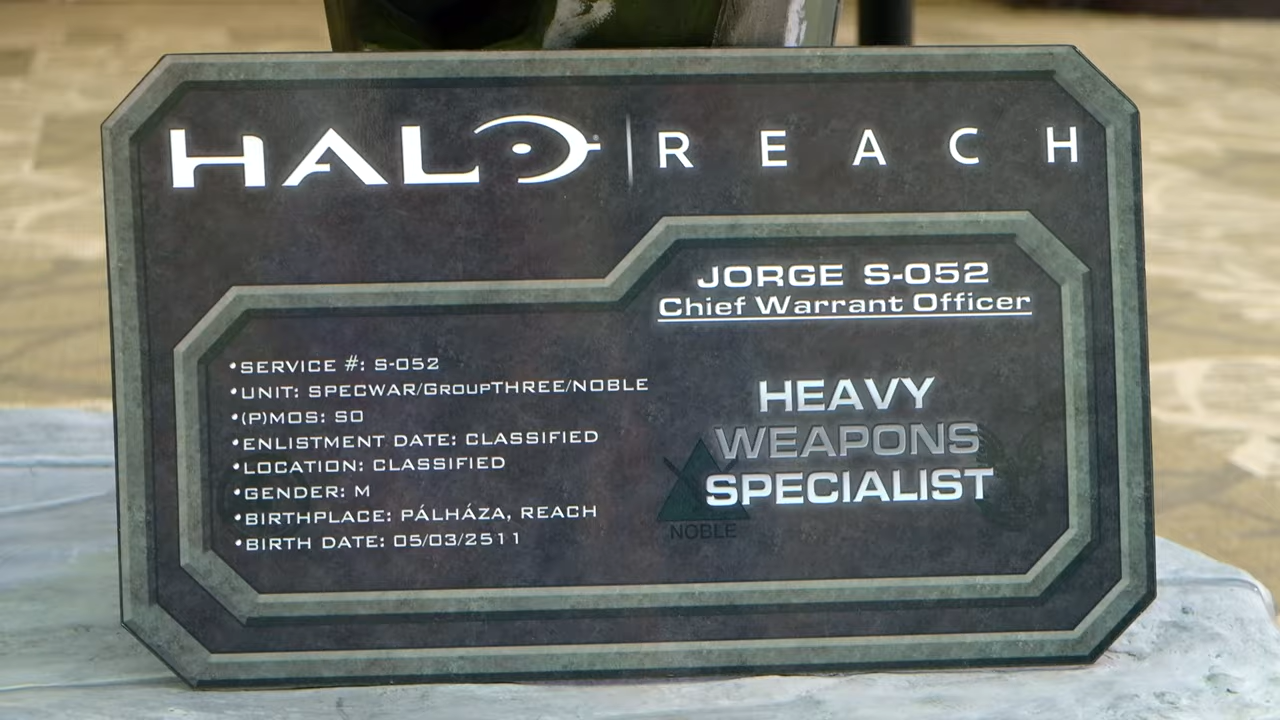 HALO | REACH
JORGE S-052
Chief Warrant Officer
•SERVICE #: S-052
•UNIT: SPECWAR/GROUPTHREE/NOBLE
•(P)MOS: SO
•ENLISTMENT DATE: CLASSIFIED
•LOCATION: CLASSIFIED
•GENDER: M
•BIRTHPLACE: PÁLHÁZA, REACH
•BIRTH DATE: 05/03/2511
HEAVY
WEAPONS
SPECIALIST
NOBLE